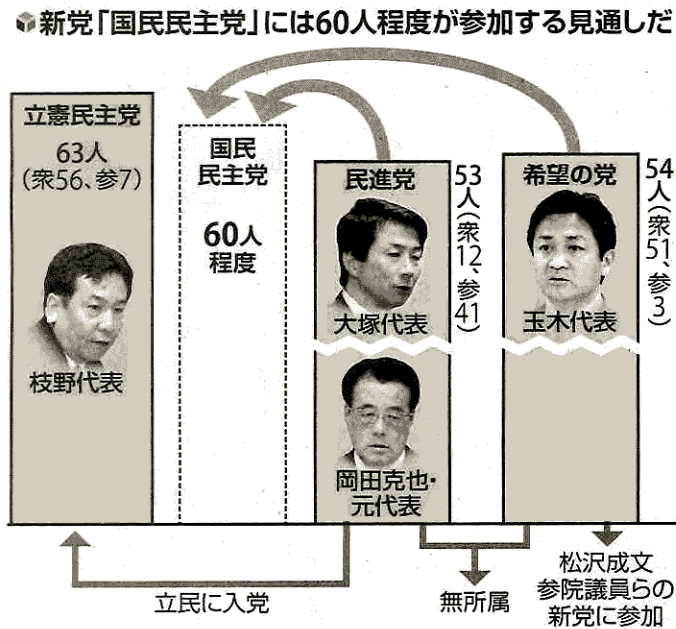 新党「国民民主党」には60人程度が参加する見通しだ
立憲民主党
63人
(衆56、参7)
枝野代表
国民
民主党
60人
程度
民進党
53人(衆12、参41)
大塚代表
岡田克也・
元代表
希望の党
54人(衆51、参3)
玉木代表
立民に入党
無所属
松沢成文
参院議員らの
新党に参加